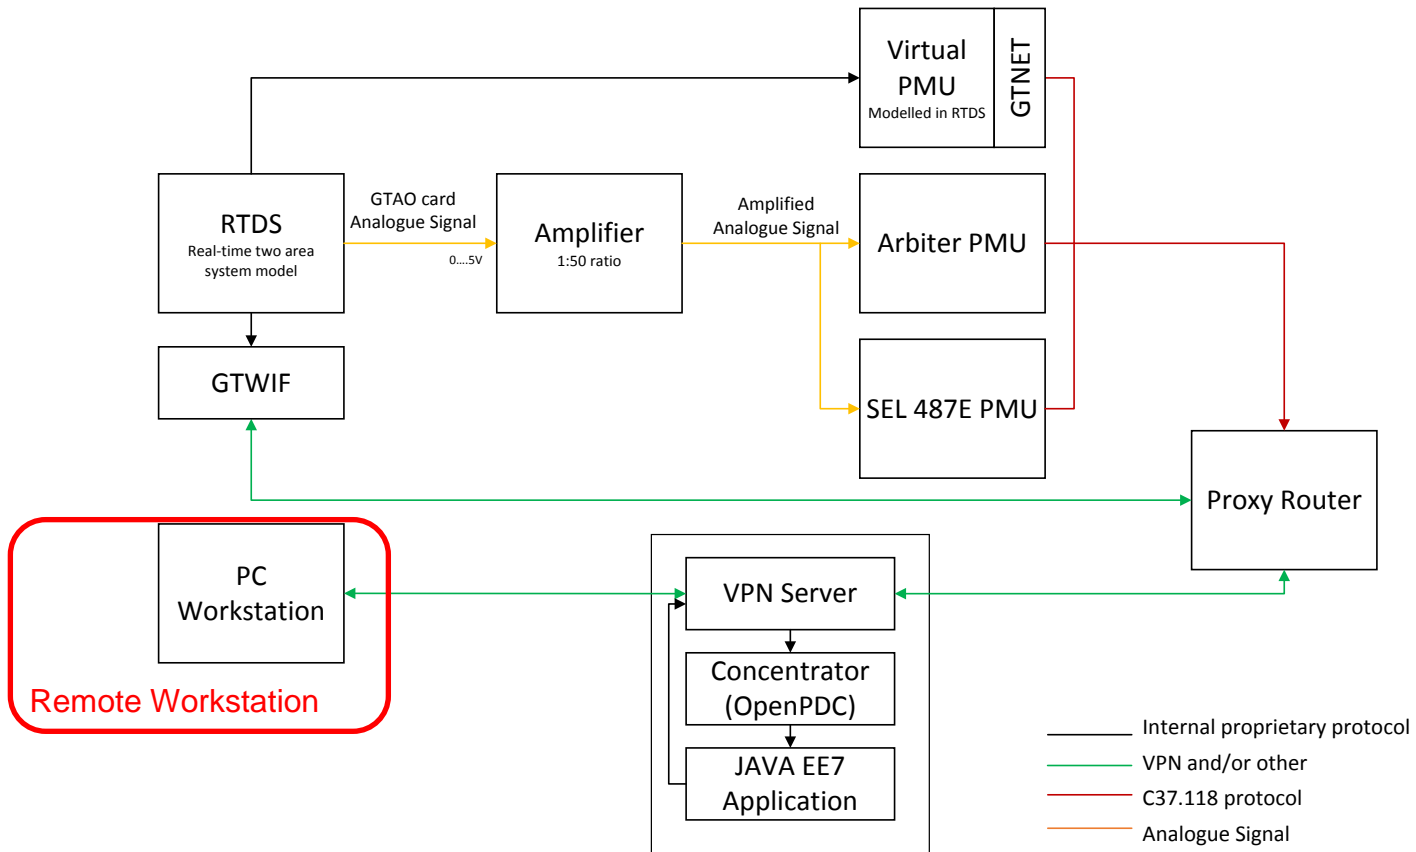 Virtual
PMU
Modelled in RTDS
GTNET
RTDS
Real-time two area
system model
GTAO card
Analogue Signal
0....5V
Amplifier
1:50 ratio
Amplified
Analogue Signal
Arbiter PMU
GTWIF
SEL 487E PMU
Proxy Router
PC
Workstation
Remote Workstation
VPN Server
Concentrator
(OpenPDC)
JAVA EE7
Application
Internal proprietary protocol
VPN and/or other
C37.118 protocol
Analogue Signal